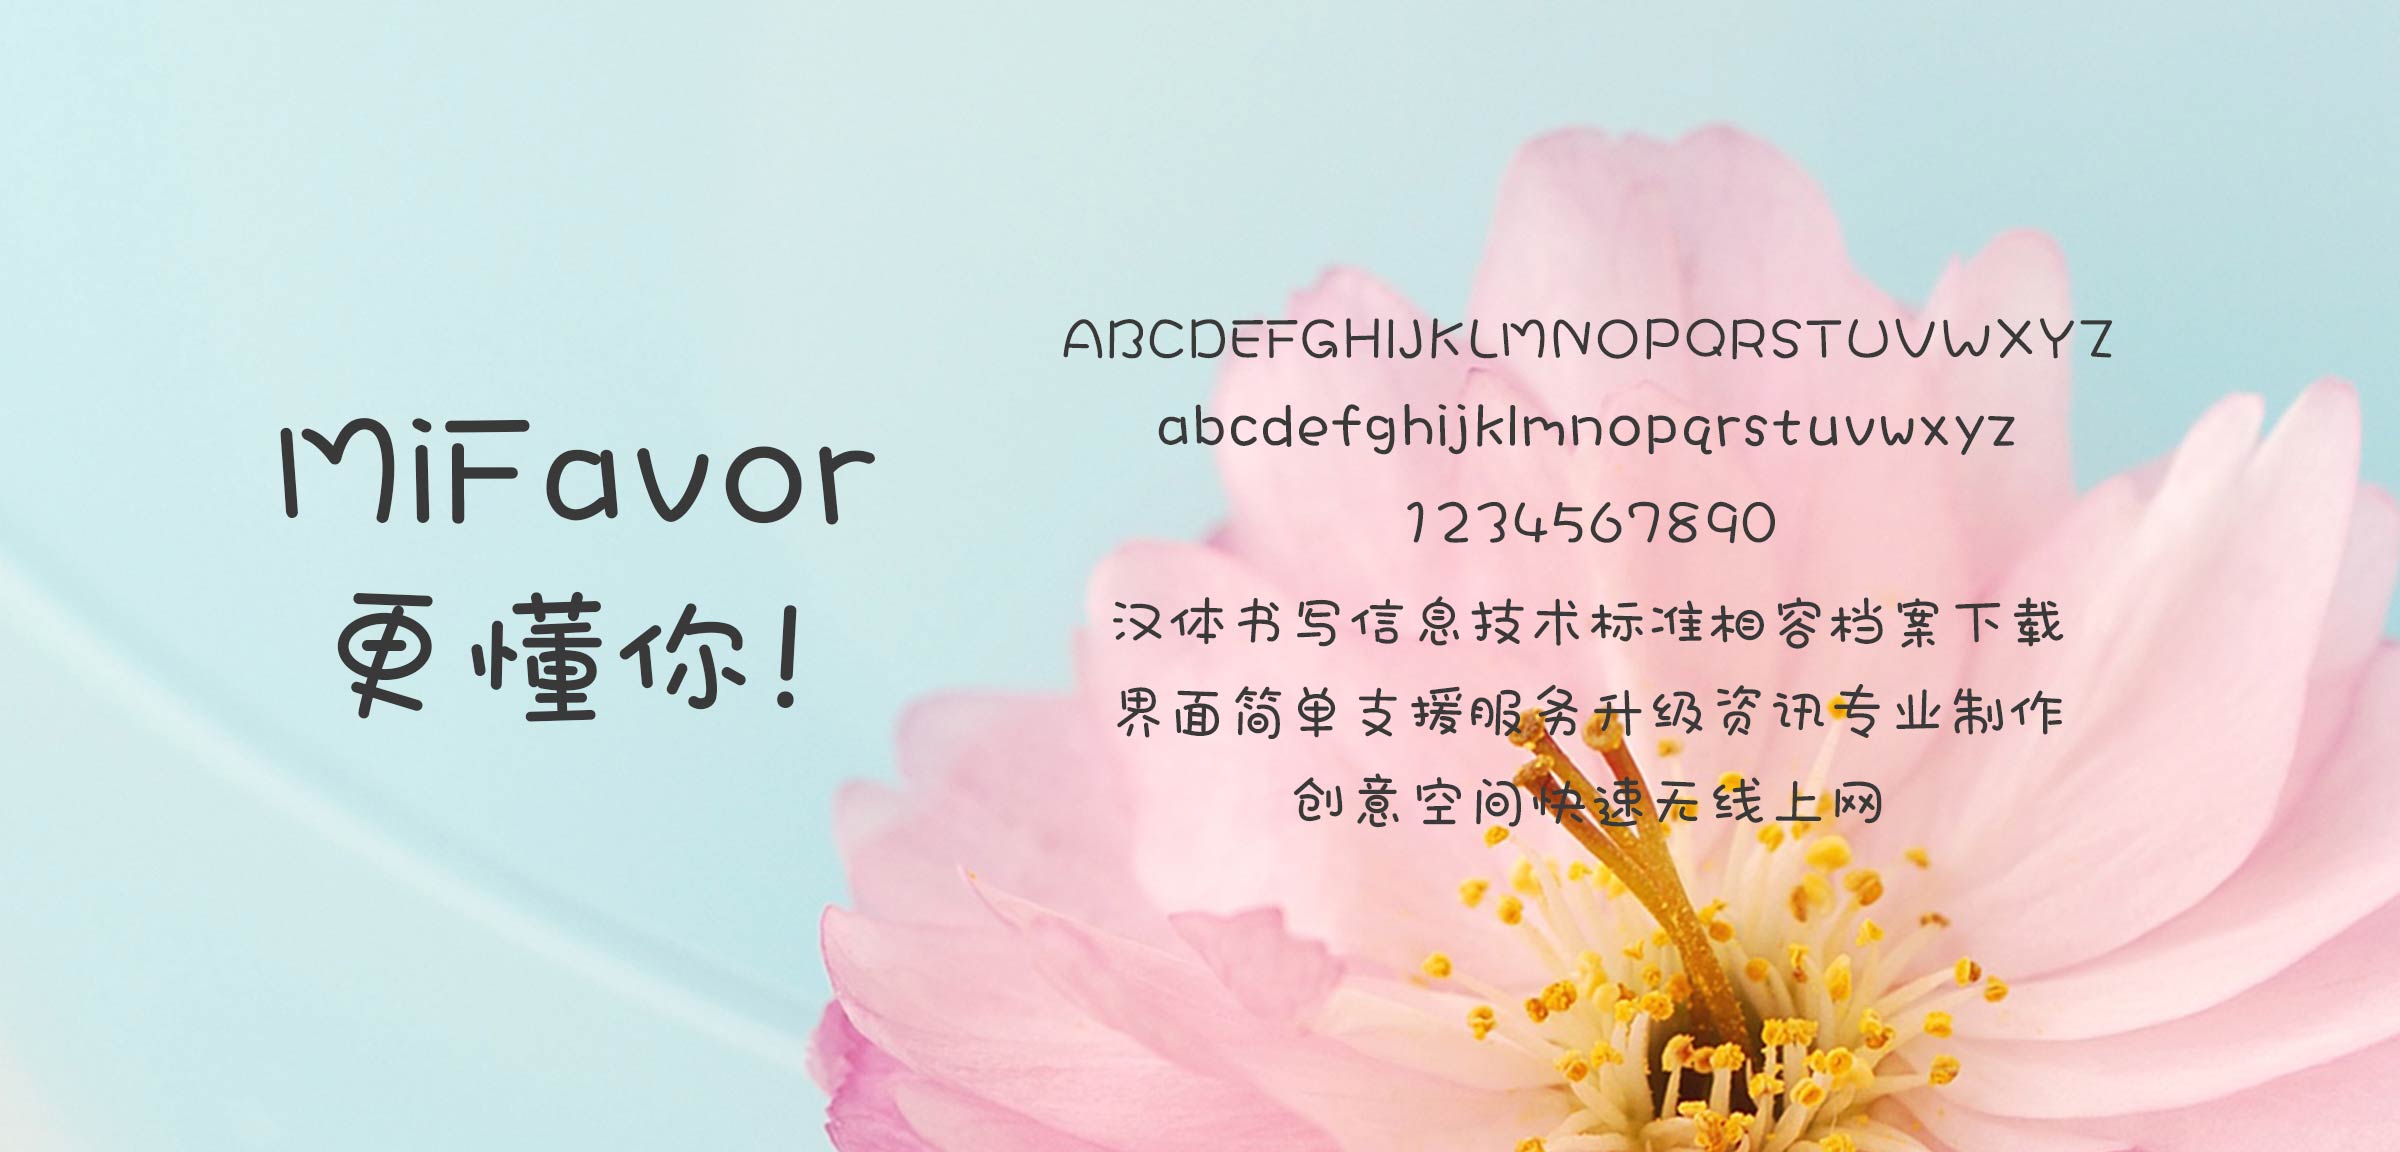 MiFavor
更懂你!
ABCDEFGHIJKLMNOPQRSTUVWXYZ
abcdefghijklmnopqrstuvwxyz
1234567890
汉体书写信息技术标准相容档案下载
界面简单支援服务升级资讯专业制作
创意空间快速无线上网